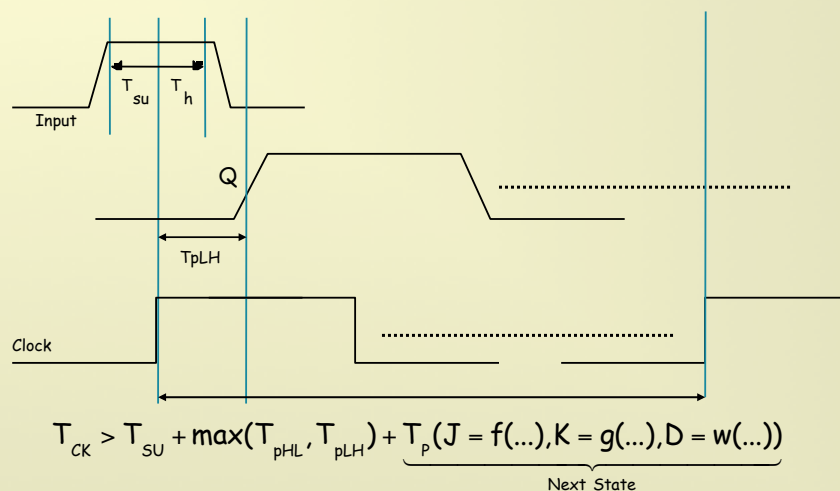 T su T h
Input
Q
TpLH
Clock
T_CK > T_SU + max(T_pHL, T_pLH) + T_P(J = f(...), K = g(...), D = w(...))
Next State